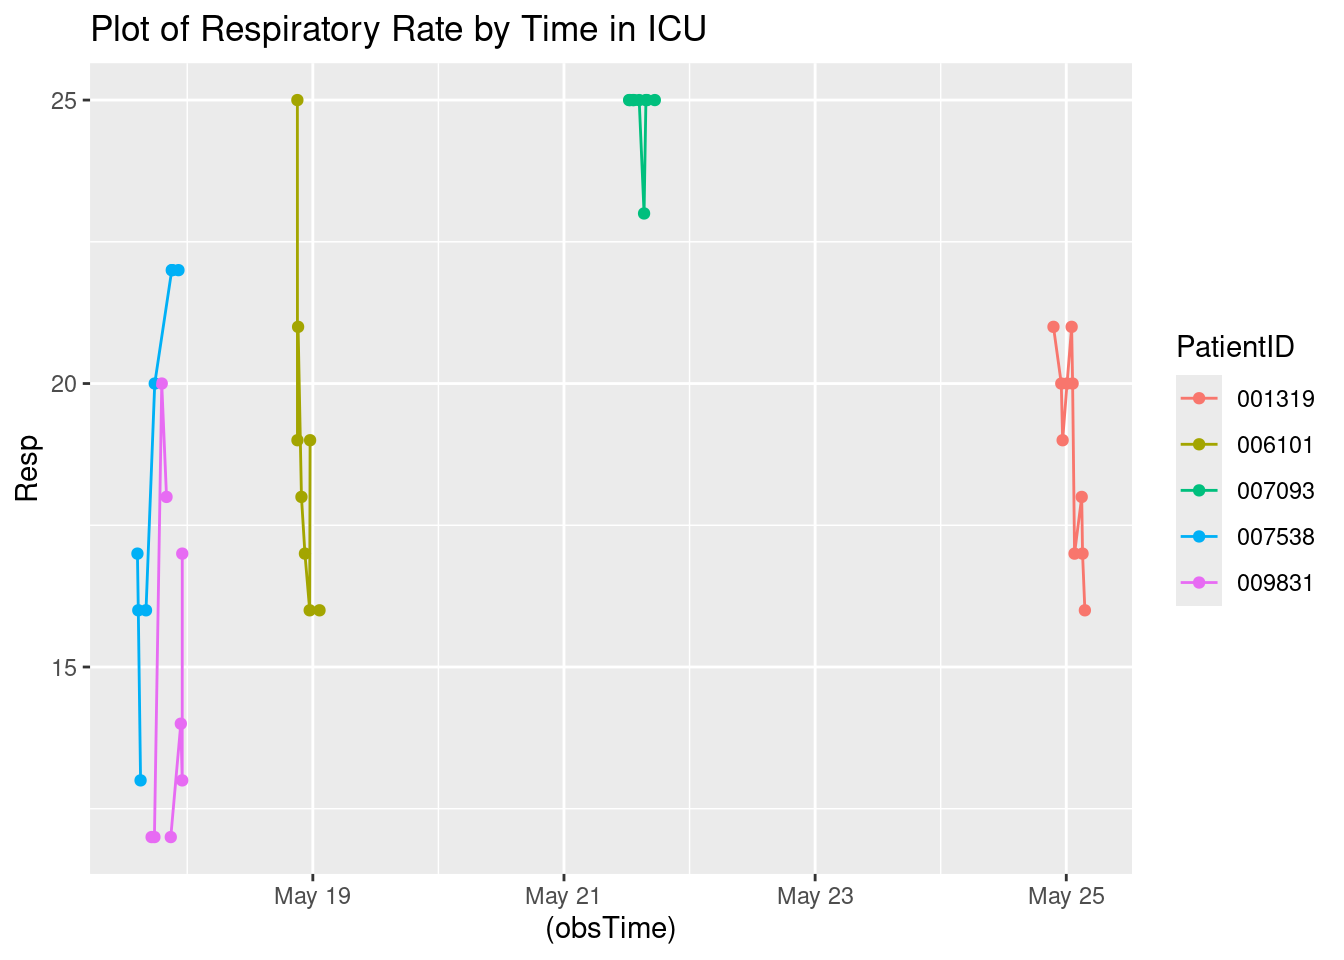 Plot of Respiratory Rate by Time in ICU
25
20
15
Resp
May 19
May 21
May 23
May 25
(obsTime)
PatientID
001319
006101
007093
007538
009831